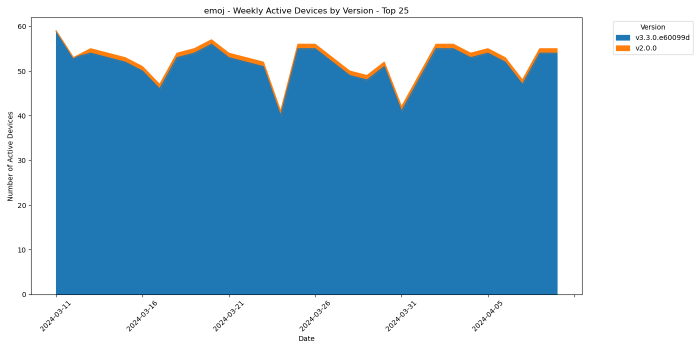 emoj - Weekly Active Devices by Version - Top 25
Version
v3.3.0.e60099d
v2.0.0
Number of Active Devices
60
50
40
30
20
10
0
2024-03-11
2024-03-16
2024-03-21
2024-03-26
2024-03-31
2024-04-05
Date